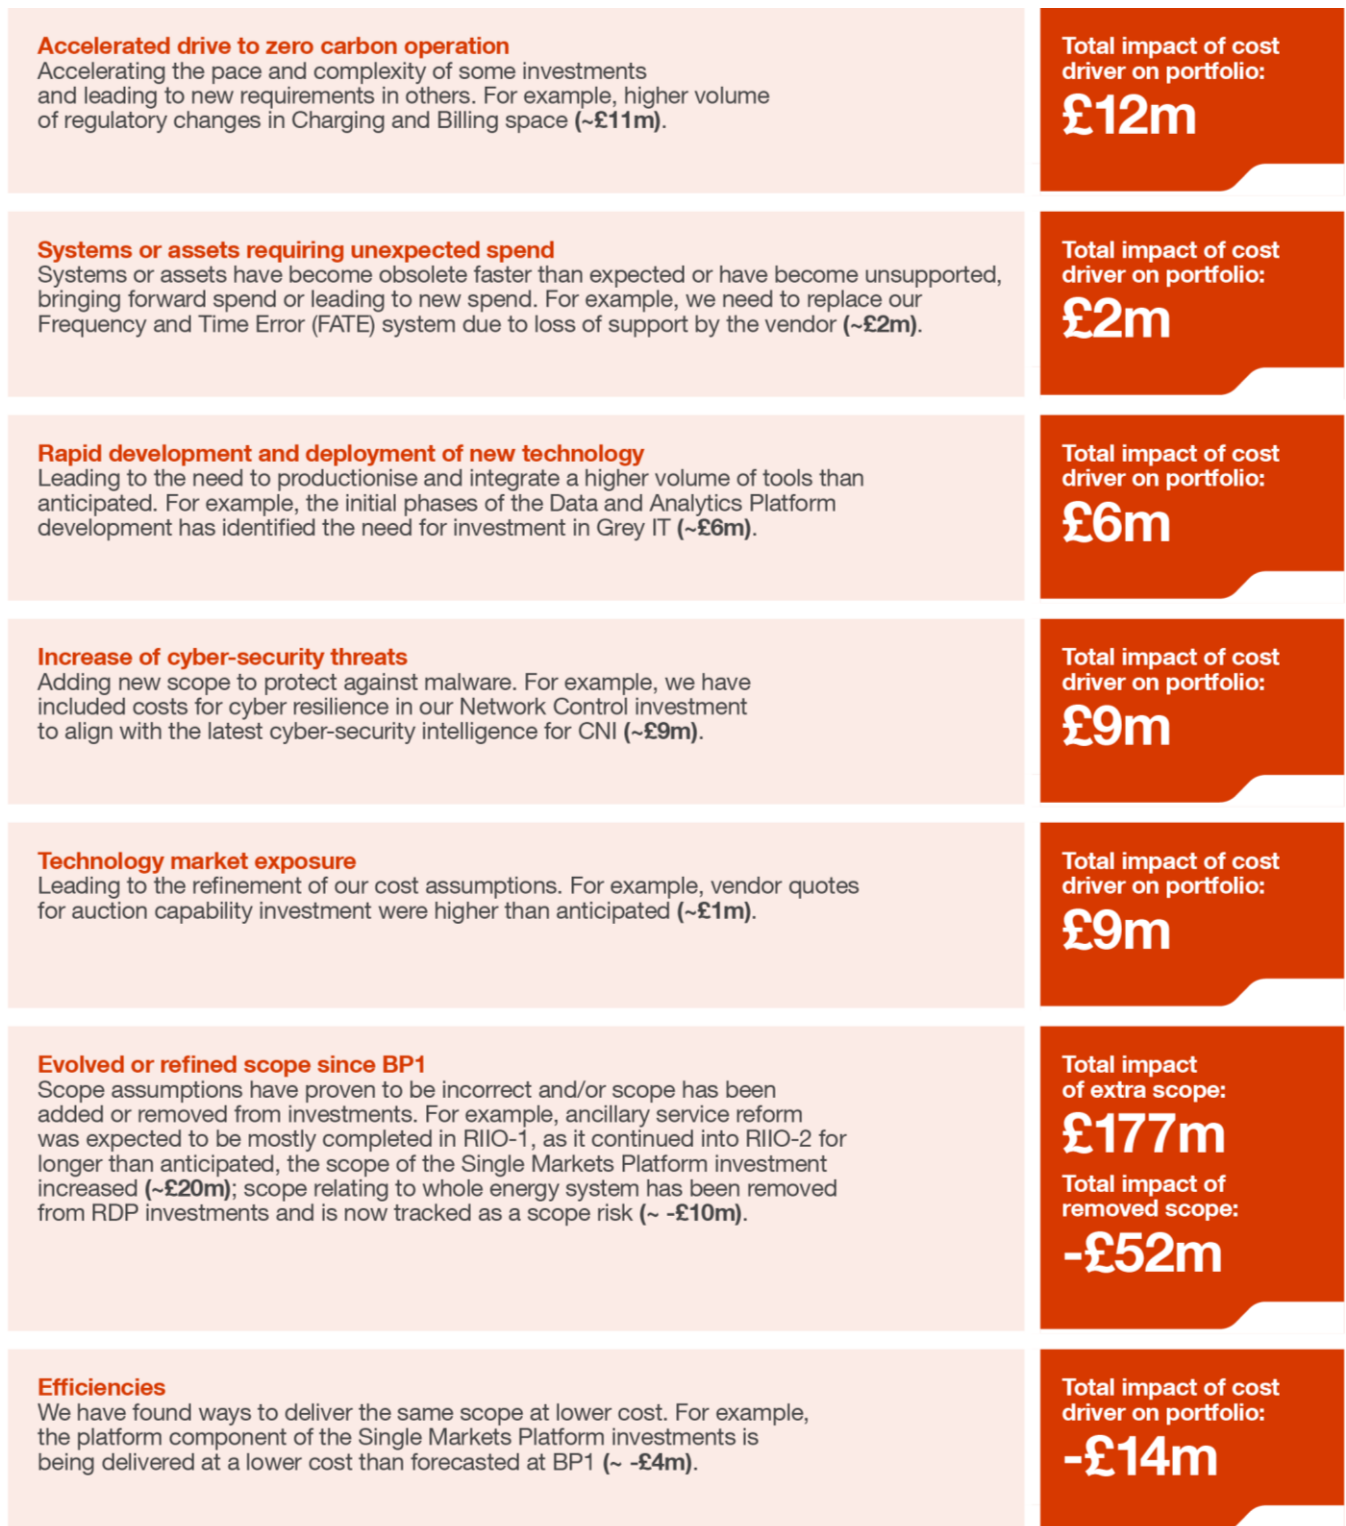 Accelerated drive to zero carbon operation
Accelerating the pace and complexity of some investments
and leading to new requirements in others. For example, higher volume
of regulatory changes in Charging and Billing space (~£11m).
Total impact of cost
driver on portfolio:
£12m
Systems or assets requiring unexpected spend
Systems or assets have become obsolete faster than expected or have become unsupported,
bringing forward spend or leading to new spend. For example, we need to replace our
Frequency and Time Error (FATE) system due to loss of support by the vendor (~£2m).
Total impact of cost
driver on portfolio:
£2m
Rapid development and deployment of new technology
Leading to the need to productionise and integrate a higher volume of tools than
anticipated. For example, the initial phases of the Data and Analytics Platform
development has identified the need for investment in Grey IT (~£6m).
Total impact of cost
driver on portfolio:
£6m
Increase of cyber-security threats
Adding new scope to protect against malware. For example, we have
included costs for cyber resilience in our Network Control investment
to align with the latest cyber-security intelligence for CNI (~£9m).
Total impact of cost
driver on portfolio:
£9m
Technology market exposure
Leading to the refinement of our cost assumptions. For example, vendor quotes
for auction capability investment were higher than anticipated (~£1m).
Total impact of cost
driver on portfolio:
£9m
Evolved or refined scope since BP1
Scope assumptions have proven to be incorrect and/or scope has been
added or removed from investments. For example, ancillary service reform
was expected to be mostly completed in RIIO-1, as it continued into RIIO-2 for
longer than anticipated, the scope of the Single Markets Platform investment
increased (~£20m); scope relating to whole energy system has been removed
from RDP investments and is now tracked as a scope risk (~ -£10m).
Total impact
of extra scope:
£177m
Total impact of
removed scope:
-£52m
Efficiencies
We have found ways to deliver the same scope at lower cost. For example,
the platform component of the Single Markets Platform investments is
being delivered at a lower cost than forecasted at BP1 (~ -£4m).
Total impact of cost
driver on portfolio:
-£14m